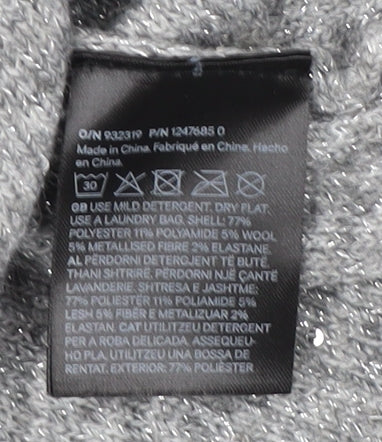 O/N 932319 P/N 1247685 0
Made in China. Fabriqué en Chine. Hecho
en China.
30
GB USE MILD DETERGENT. DRY FLAT.
USE A LAUNDRY BAG. SHELL: 77%
POLYESTER 11% POLYAMIDE 5% WOOL
5% METALLISED FIBRE 2% ELASTANE.
AL PËRDORNI DETERGJENT TË BUTË.
THANI SHTRIRE. PËRDORNI NJË ÇANTË
LAVANDERIE. SHTRESA E JASHTME:
77% POLIESTËR 11% POLIAMIDE 5%
LESH 5% FIBËR E METALIZUAR 2%
ELASTAN. CAT UTILITZEU DETERGENT
PER A ROBA DELICADA. ASSEQUEU-
HO PLA. UTILITZEU UNA BOSSA DE
RENTAT. EXTERIOR: 77% POLIÈSTER